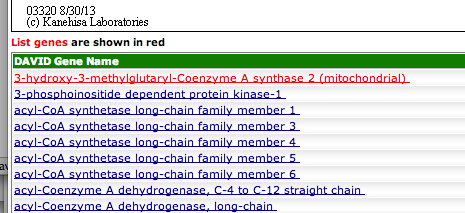 03320 8/30/13
(c) Kanehisa Laboratories
List genes are shown in red
DAVID Gene Name
3-hydroxy-3-methylglutaryl-Coenzyme A synthase 2 (mitochondrial)
3-phosphoinositide dependent protein kinase-1
acyl-CoA synthetase long-chain family member 1
acyl-CoA synthetase long-chain family member 3
acyl-CoA synthetase long-chain family member 4
acyl-CoA synthetase long-chain family member 5
acyl-CoA synthetase long-chain family member 6
acyl-Coenzyme A dehydrogenase, C-4 to C-12 straight chain
acyl-Coenzyme A dehydrogenase, long-chain